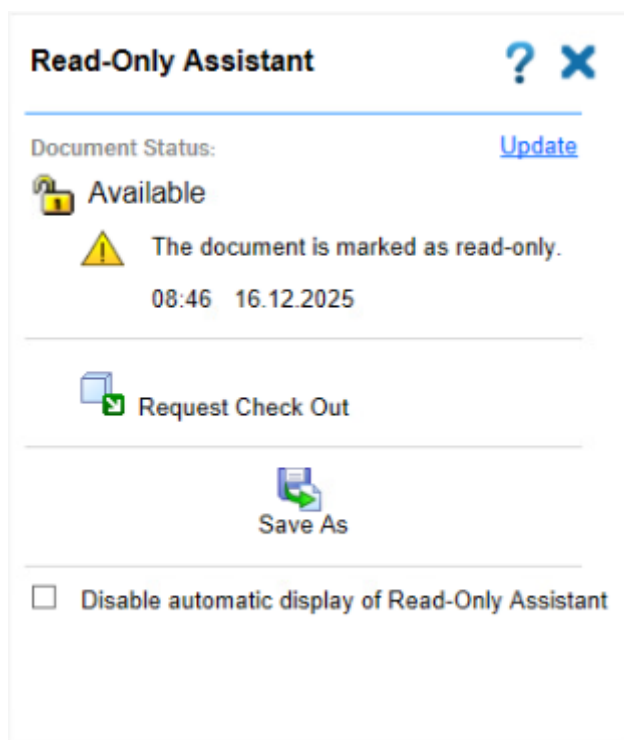 Read-Only Assistant
Document Status: Update
Available
The document is marked as read-only.
08:46 16.12.2025
Request Check Out
Save As
Disable automatic display of Read-Only Assistant